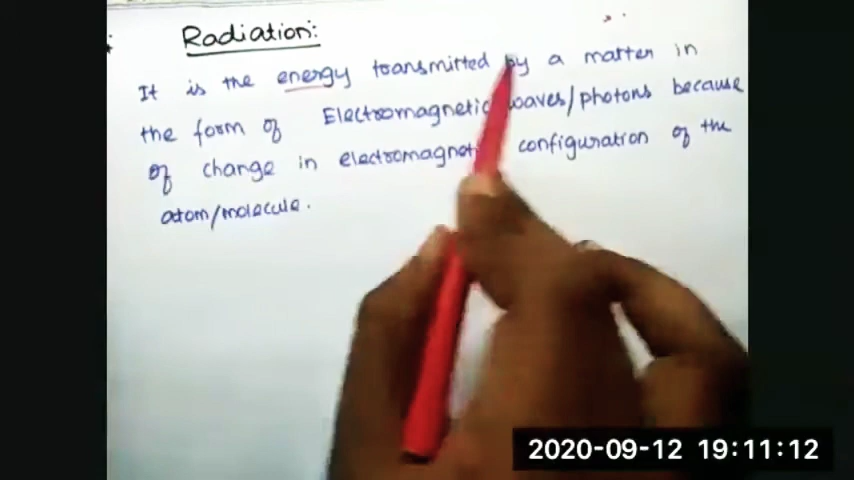 Radiation:
It is the energy transmitted by a matter in
the form of Electromagnetic waves/photons because
of change in electromagnetic configuration of the
atom/molecule.
2020-09-12 19:11:12